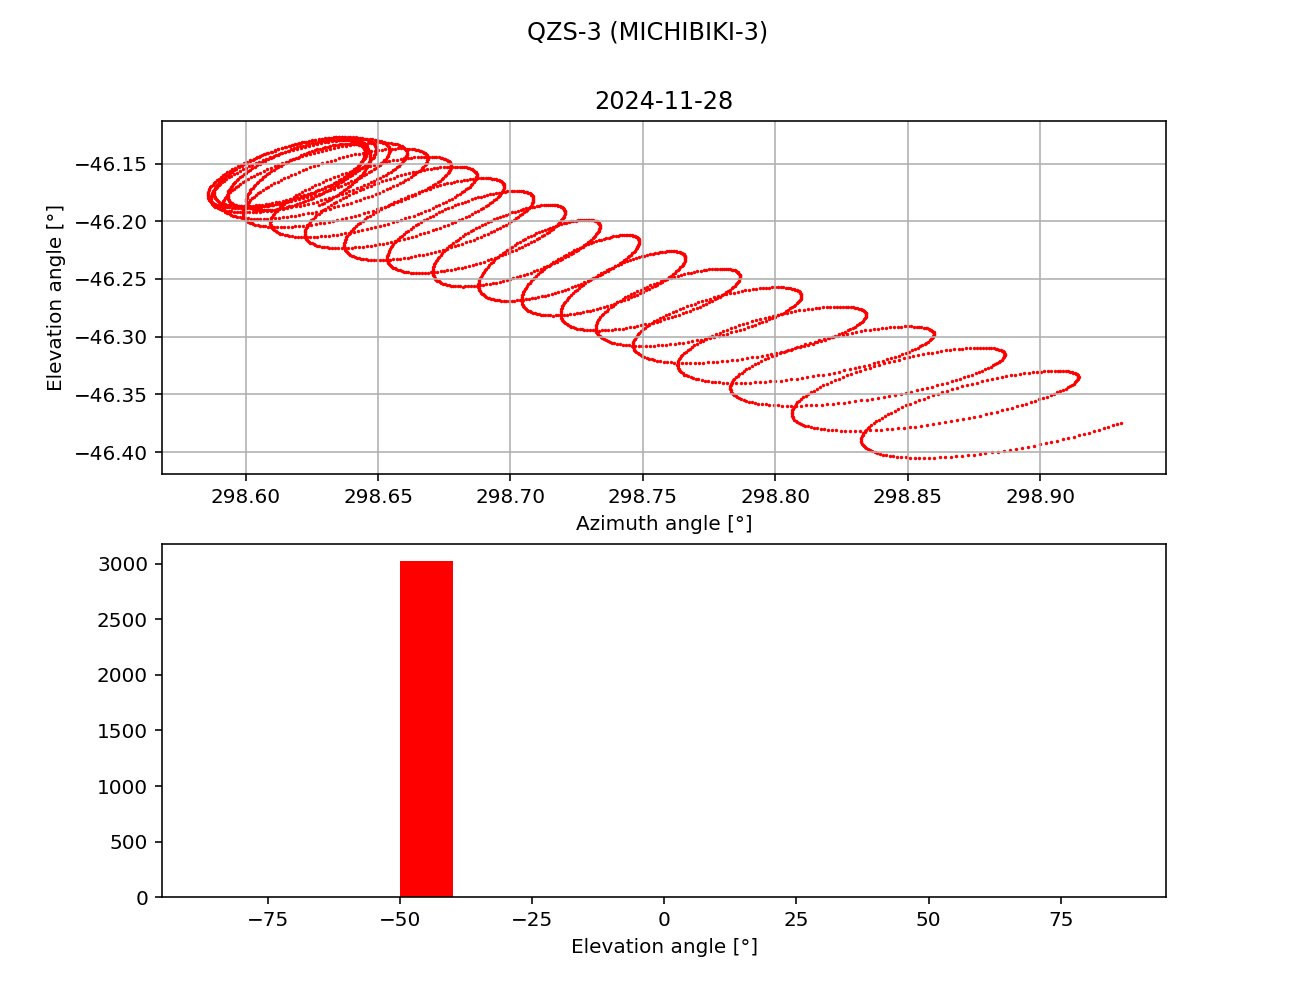 QZS-3 (MICHIBIKI-3)
2024-11-28
Elevation angle [°]
−46.15
−46.20
−46.25
−46.30
−46.35
−46.40
298.60 298.65 298.70 298.75 298.80 298.85 298.90
Azimuth angle [°]
3000
2500
2000
1500
1000
500
0
−75 −50 −25 0 25 50 75
Elevation angle [°]